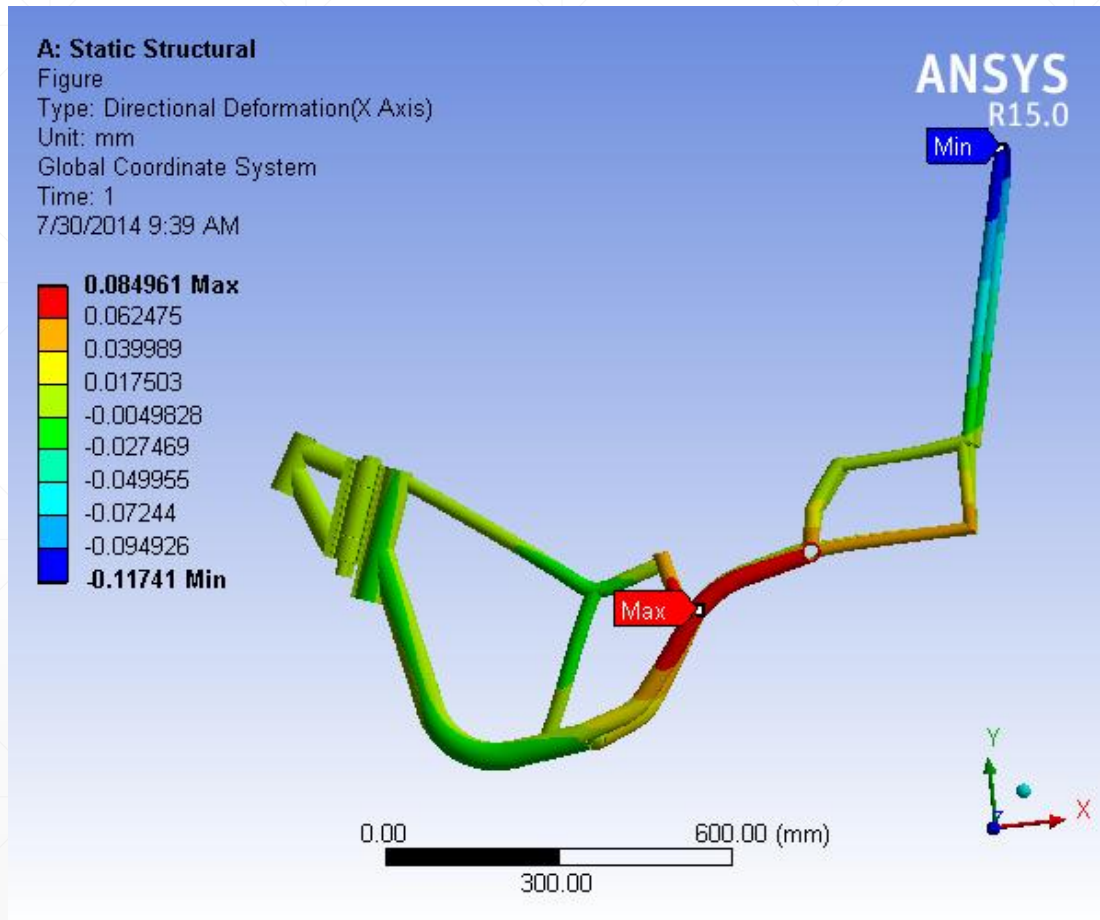 A: Static Structural
Figure
Type: Directional Deformation(X Axis)
Unit: mm
Global Coordinate System
Time: 1
7/30/2014 9:39 AM
ANSYS
R15.0
Min
0.084961 Max
0.062475
0.039989
0.017503
-0.0049828
-0.027469
-0.049955
-0.07244
-0.094926
-0.11741 Min
Max
Y
X
Z
0.00 600.00 (mm)
300.00